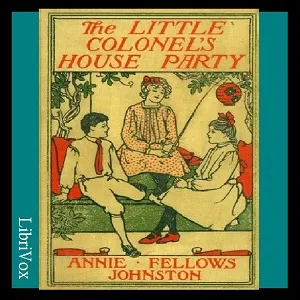 The LITTLE
COLONEL'S
HOUSE PARTY
ANNIE · FELLOWS
JOHNSTON
LibriVox